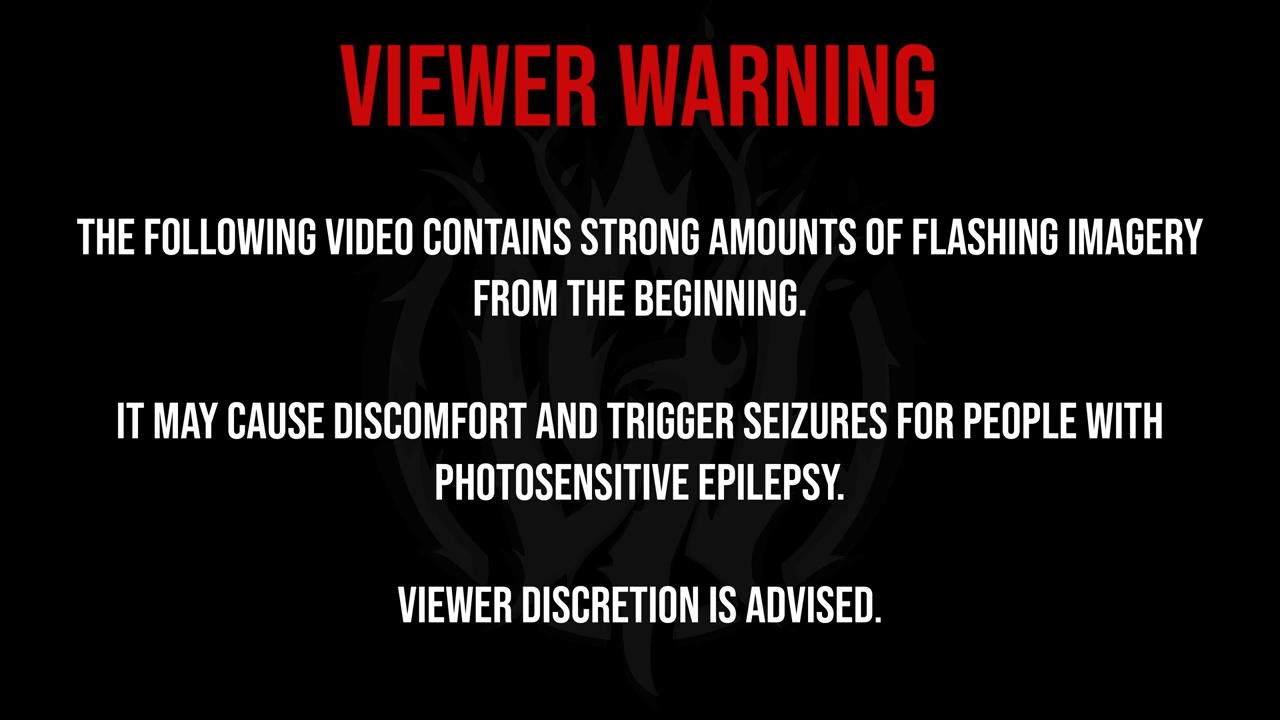 VIEWER WARNING
THE FOLLOWING VIDEO CONTAINS STRONG AMOUNTS OF FLASHING IMAGERY
FROM THE BEGINNING.
IT MAY CAUSE DISCOMFORT AND TRIGGER SEIZURES FOR PEOPLE WITH
PHOTOSENSITIVE EPILEPSY.
VIEWER DISCRETION IS ADVISED.